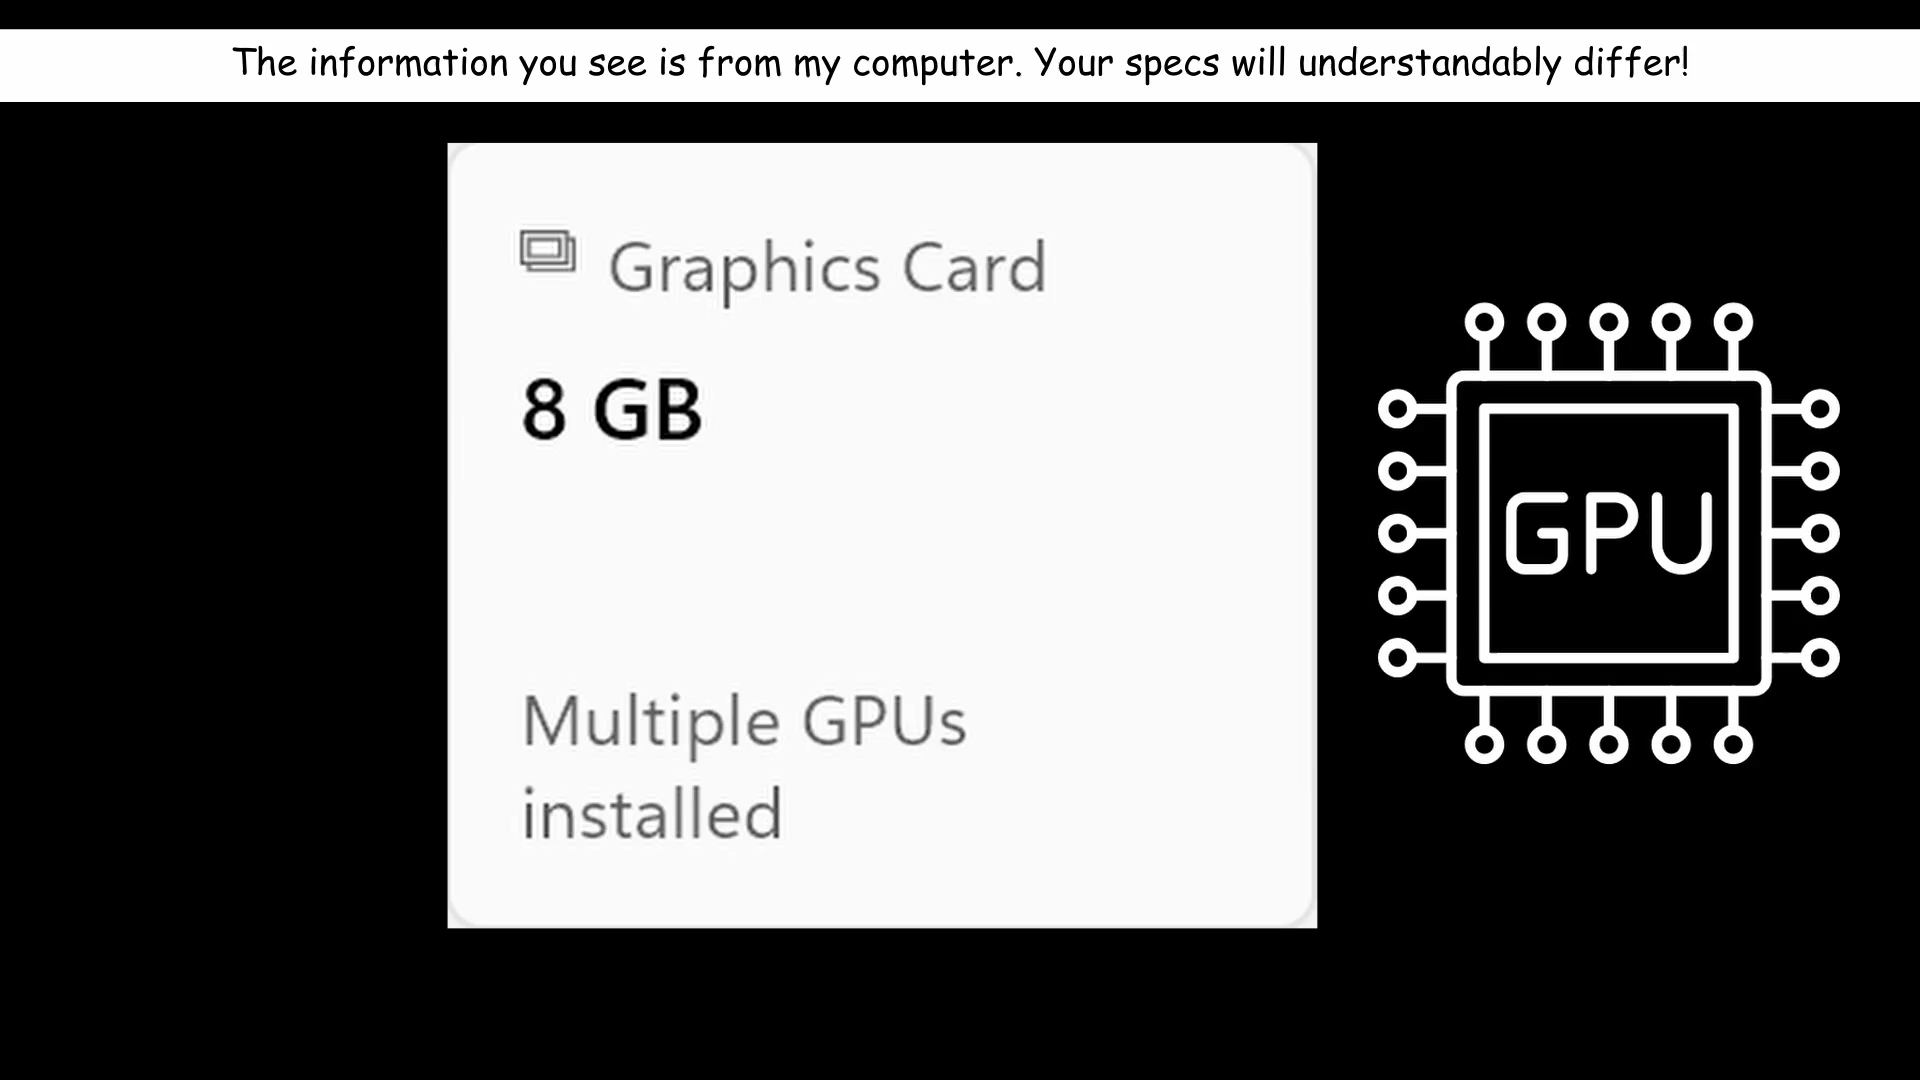 The information you see is from my computer. Your specs will understandably differ!
Graphics Card
8 GB
Multiple GPUs
installed
GPU